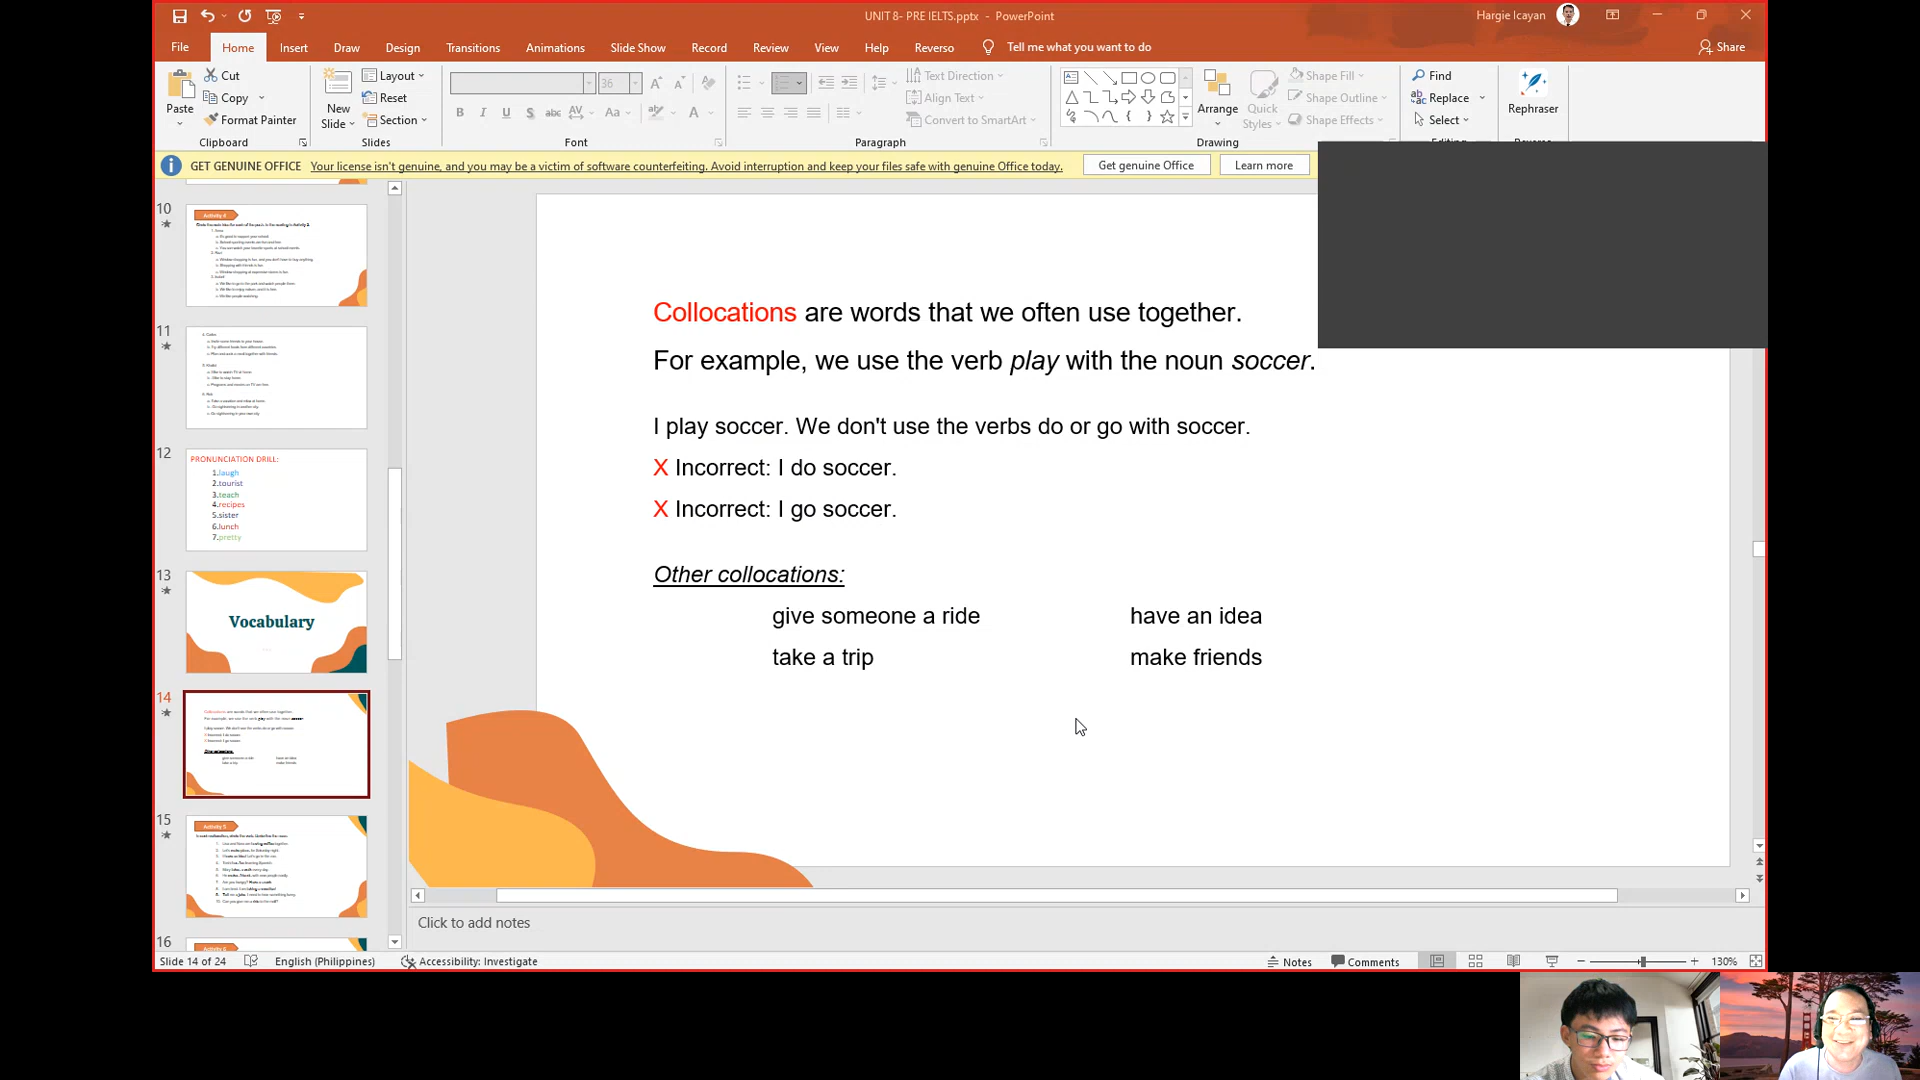 UNIT 8- PRE IELTS.pptx - PowerPoint
Hargie Icayan
File Home Insert Draw Design Transitions Animations Slide Show Record Review View Help Reverso Tell me what you want to do Share
Paste
Cut
Copy
Format Painter
Clipboard
New Slide
Layout
Reset
Section
Slides
36
Font
Text Direction
Align Text
Convert to SmartArt
Paragraph
Arrange
Quick Styles
Shape Fill
Shape Outline
Shape Effects
Drawing
Find
Replace
Select
Rephraser
GET GENUINE OFFICE Your license isn't genuine, and you may be a victim of software counterfeiting. Avoid interruption and keep your files safe with genuine Office today. Get genuine Office Learn more
10
Activity 4
11
12
PRONUNCIATION DRILL:
1.laugh
2.tourist
3.teach
4.recipes
5.sister
6.lunch
7.pretty
13
Vocabulary
14
15
Activity 5
16
Collocations are words that we often use together.
For example, we use the verb play with the noun soccer.
I play soccer. We don't use the verbs do or go with soccer.
X Incorrect: I do soccer.
X Incorrect: I go soccer.
Other collocations:
give someone a ride have an idea
take a trip make friends
Click to add notes
Slide 14 of 24 English (Philippines) Accessibility: Investigate Notes Comments 130%